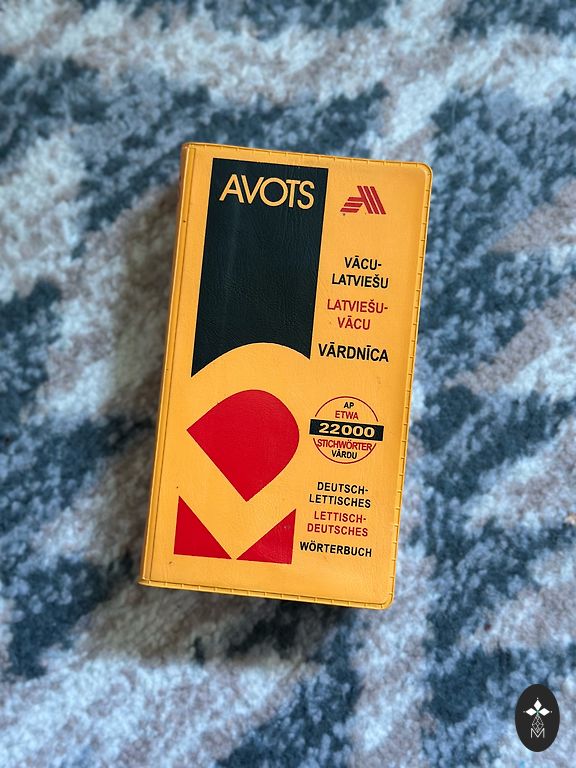 AVOTS
VĀCU-
LATVIEŠU
LATVIEŠU-
VĀCU
VĀRDNĪCA
AP
ETWA
22000
STICHWÖRTER
VĀRDU
DEUTSCH-
LETTISCHES
LETTISCH-
DEUTSCHES
WÖRTERBUCH
M